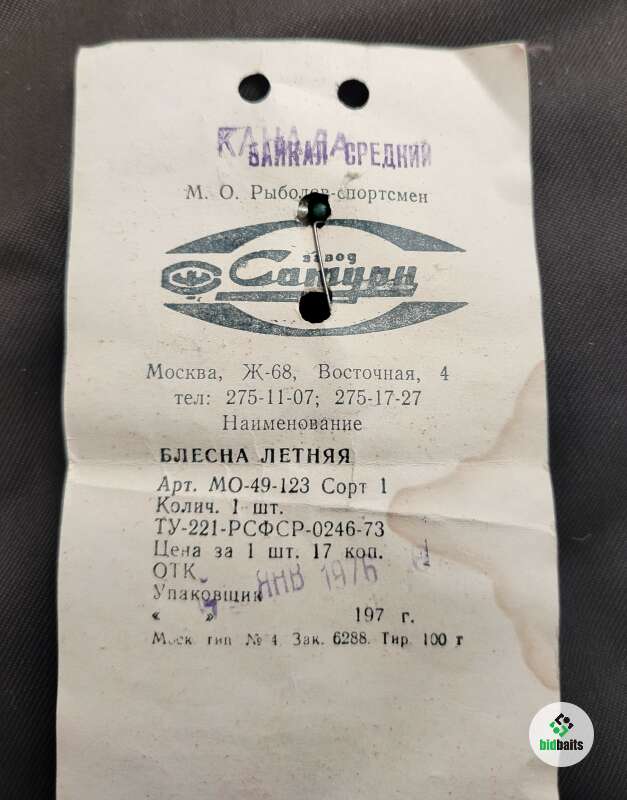 КАНАДА
БАЙКАЛ СРЕДНИЙ
М. О. Рыболов-спортсмен
завод
Сатурн
Москва, Ж-68, Восточная, 4
тел: 275-11-07; 275-17-27
Наименование
БЛЕСНА ЛЕТНЯЯ
Арт. МО-49-123 Сорт 1
Колич. 1 шт.
ТУ-221-РСФСР-0246-73
Цена за 1 шт. 17 коп.
ОТК
ЯНВ 1976
Упаковщик
« » 197 г.
Моск. тип № 4. Зак. 6288. Тир. 100 т
bidbaits